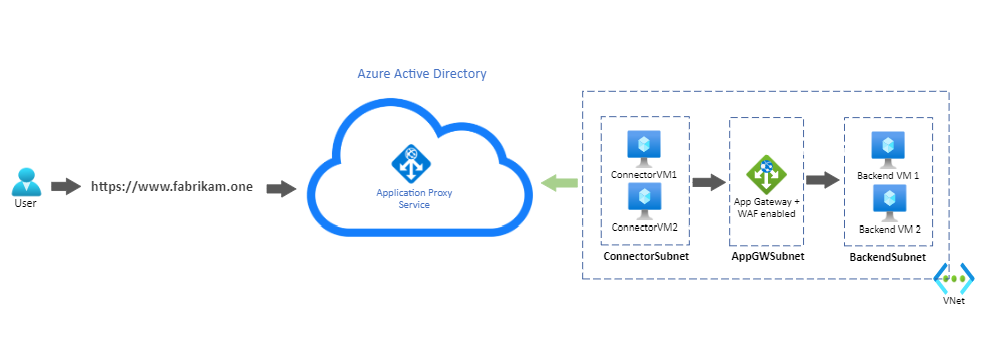 Azure Active Directory
User
https://www.fabrikam.one
Application Proxy
Service
ConnectorVM1
ConnectorVM2
ConnectorSubnet
App Gateway +
WAF enabled
AppGWSubnet
Backend VM 1
Backend VM 2
BackendSubnet
VNet